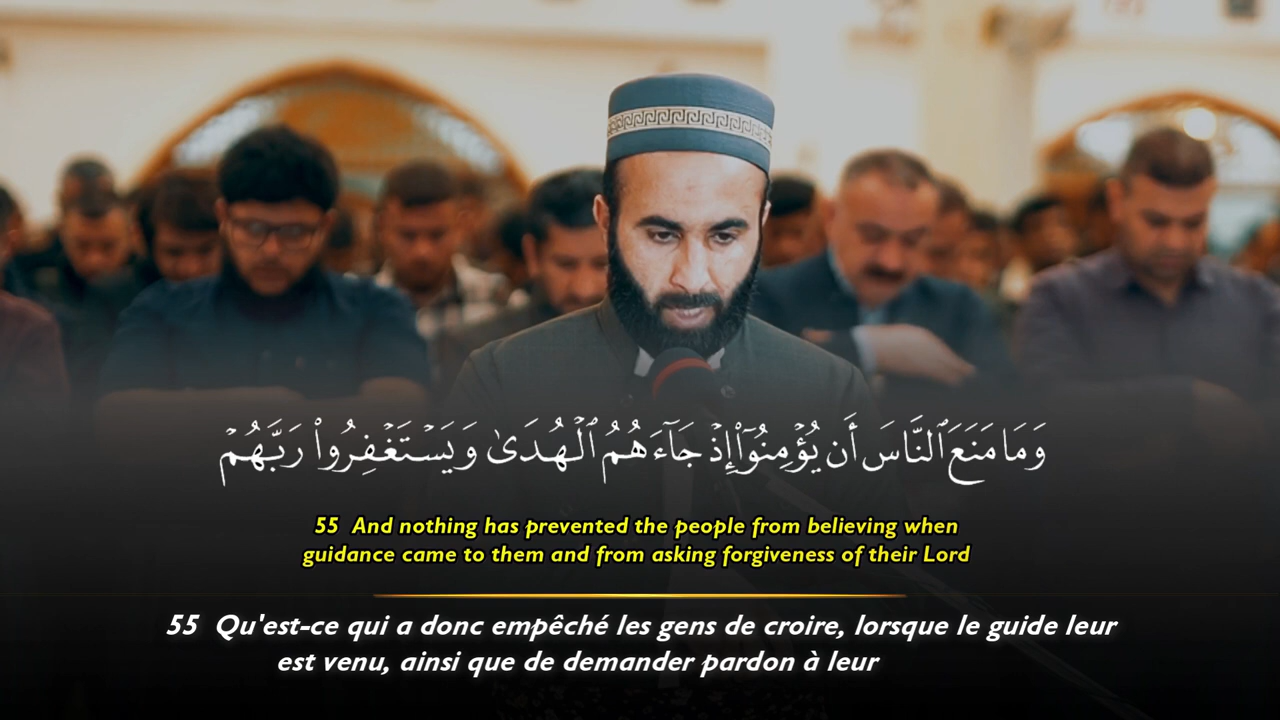 وَمَا مَنَعَ ٱلنَّاسَ أَن يُؤۡمِنُوٓاْ إِذۡ جَآءَهُمُ ٱلۡهُدَىٰ وَيَسۡتَغۡفِرُواْ رَبَّهُمۡ
55 And nothing has prevented the people from believing when
guidance came to them and from asking forgiveness of their Lord
55 Qu'est-ce qui a donc empêché les gens de croire, lorsque le guide leur
est venu, ainsi que de demander pardon à leur